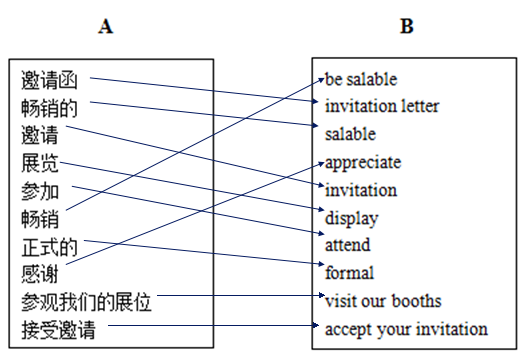 A
B
邀请函
畅销的
邀请
展览
参加
畅销
正式的
感谢
参观我们的展位
接受邀请
be salable
invitation letter
salable
appreciate
invitation
display
attend
formal
visit our booths
accept your invitation